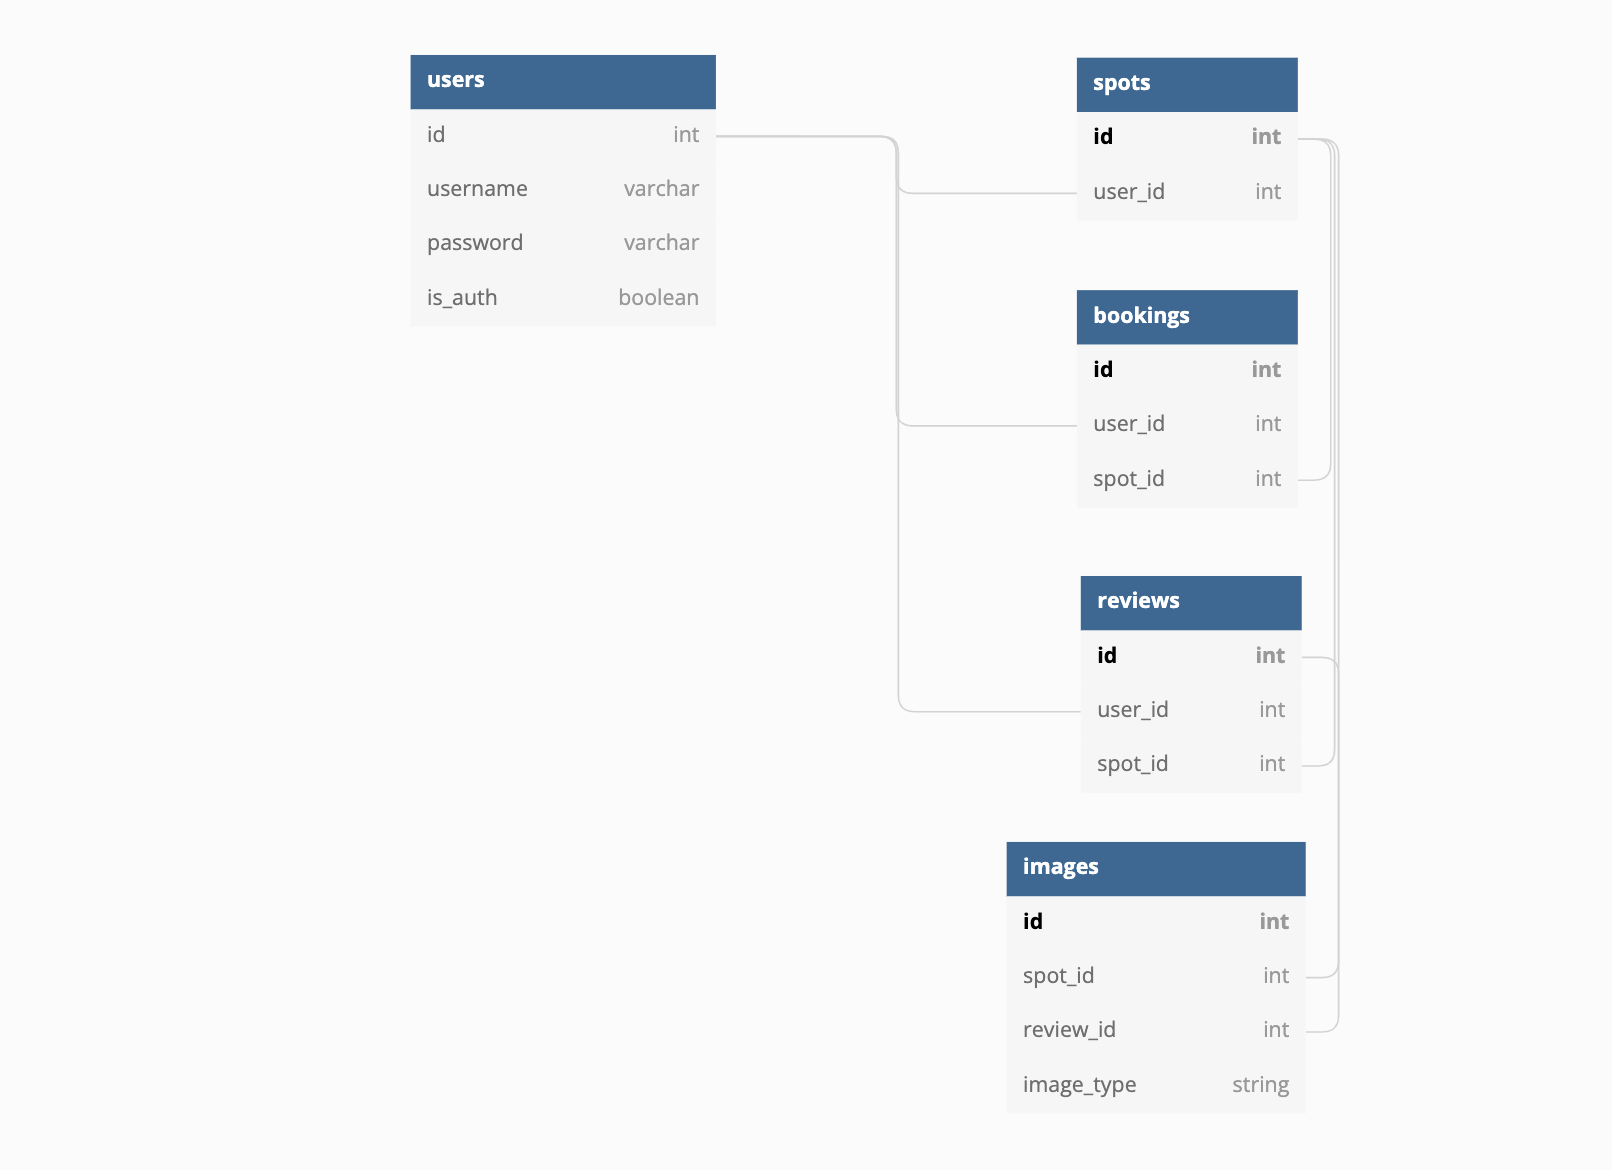 users
id int
username varchar
password varchar
is_auth boolean
spots
id int
user_id int
bookings
id int
user_id int
spot_id int
reviews
id int
user_id int
spot_id int
images
id int
spot_id int
review_id int
image_type string